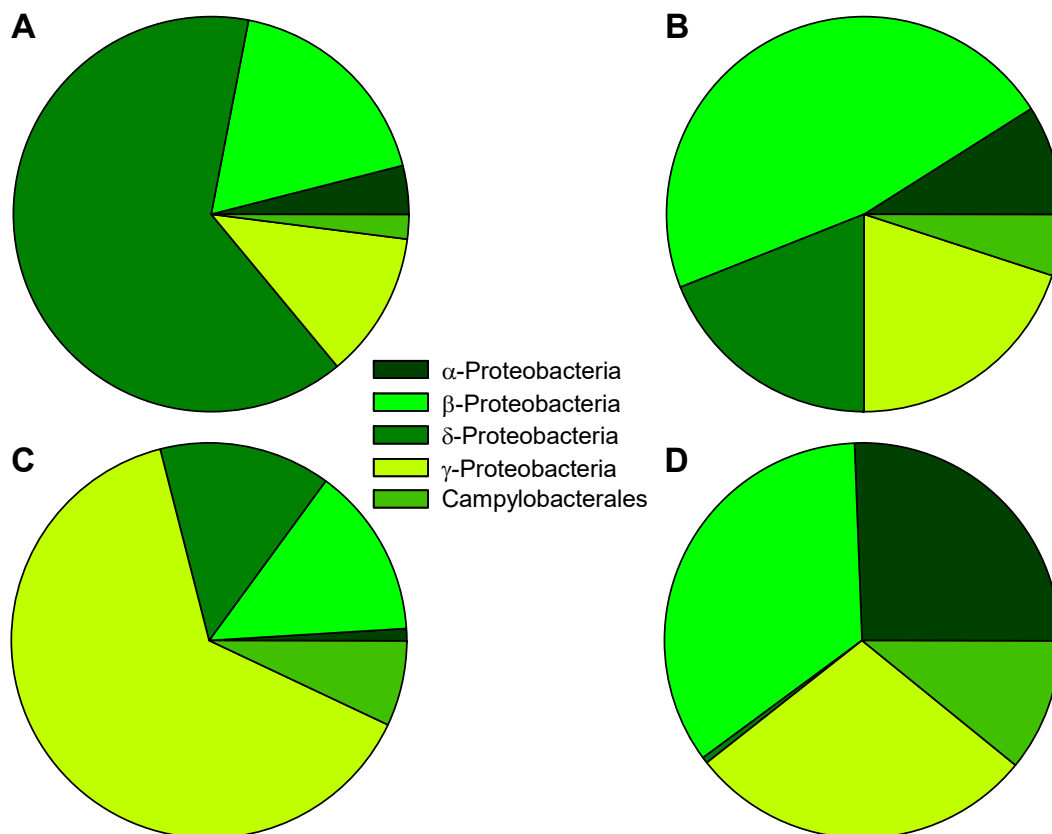 A
B
α-Proteobacteria
β-Proteobacteria
δ-Proteobacteria
γ-Proteobacteria
Campylobacterales
C
D